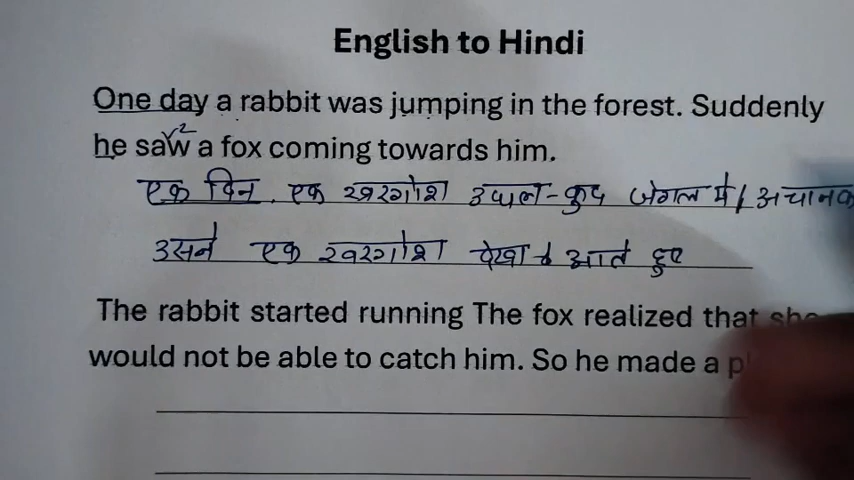 English to Hindi
One day a rabbit was jumping in the forest. Suddenly
he saw a fox coming towards him.
v2
एक दिन, एक खरगोश उछल-कुद जंगल में / अचानक
उसने एक खरगोश देखा आते हुए
The rabbit started running The fox realized that she
would not be able to catch him. So he made a